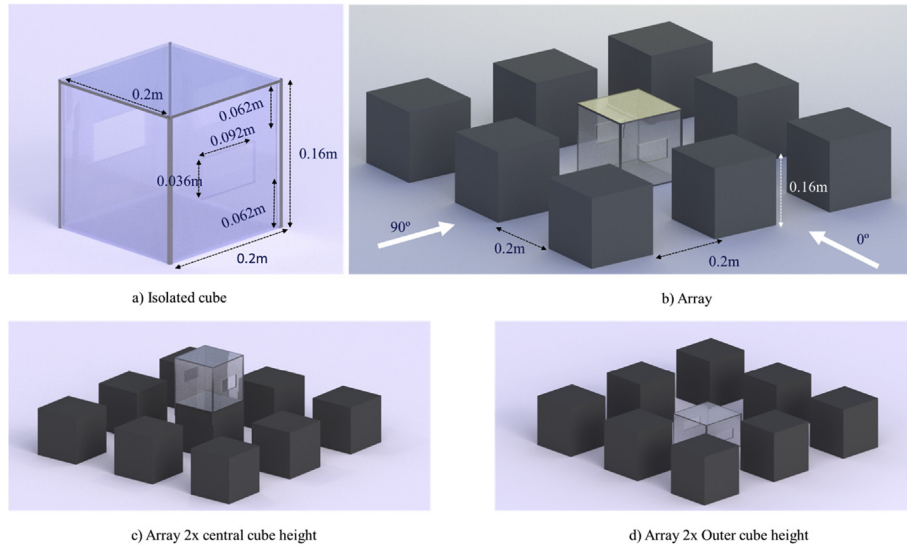 0.2m
0.062m
0.092m
0.16m
0.036m
0.062m
0.2m
a) Isolated cube
90º
0.2m
0.2m
0.16m
0º
b) Array
c) Array 2x central cube height
d) Array 2x Outer cube height